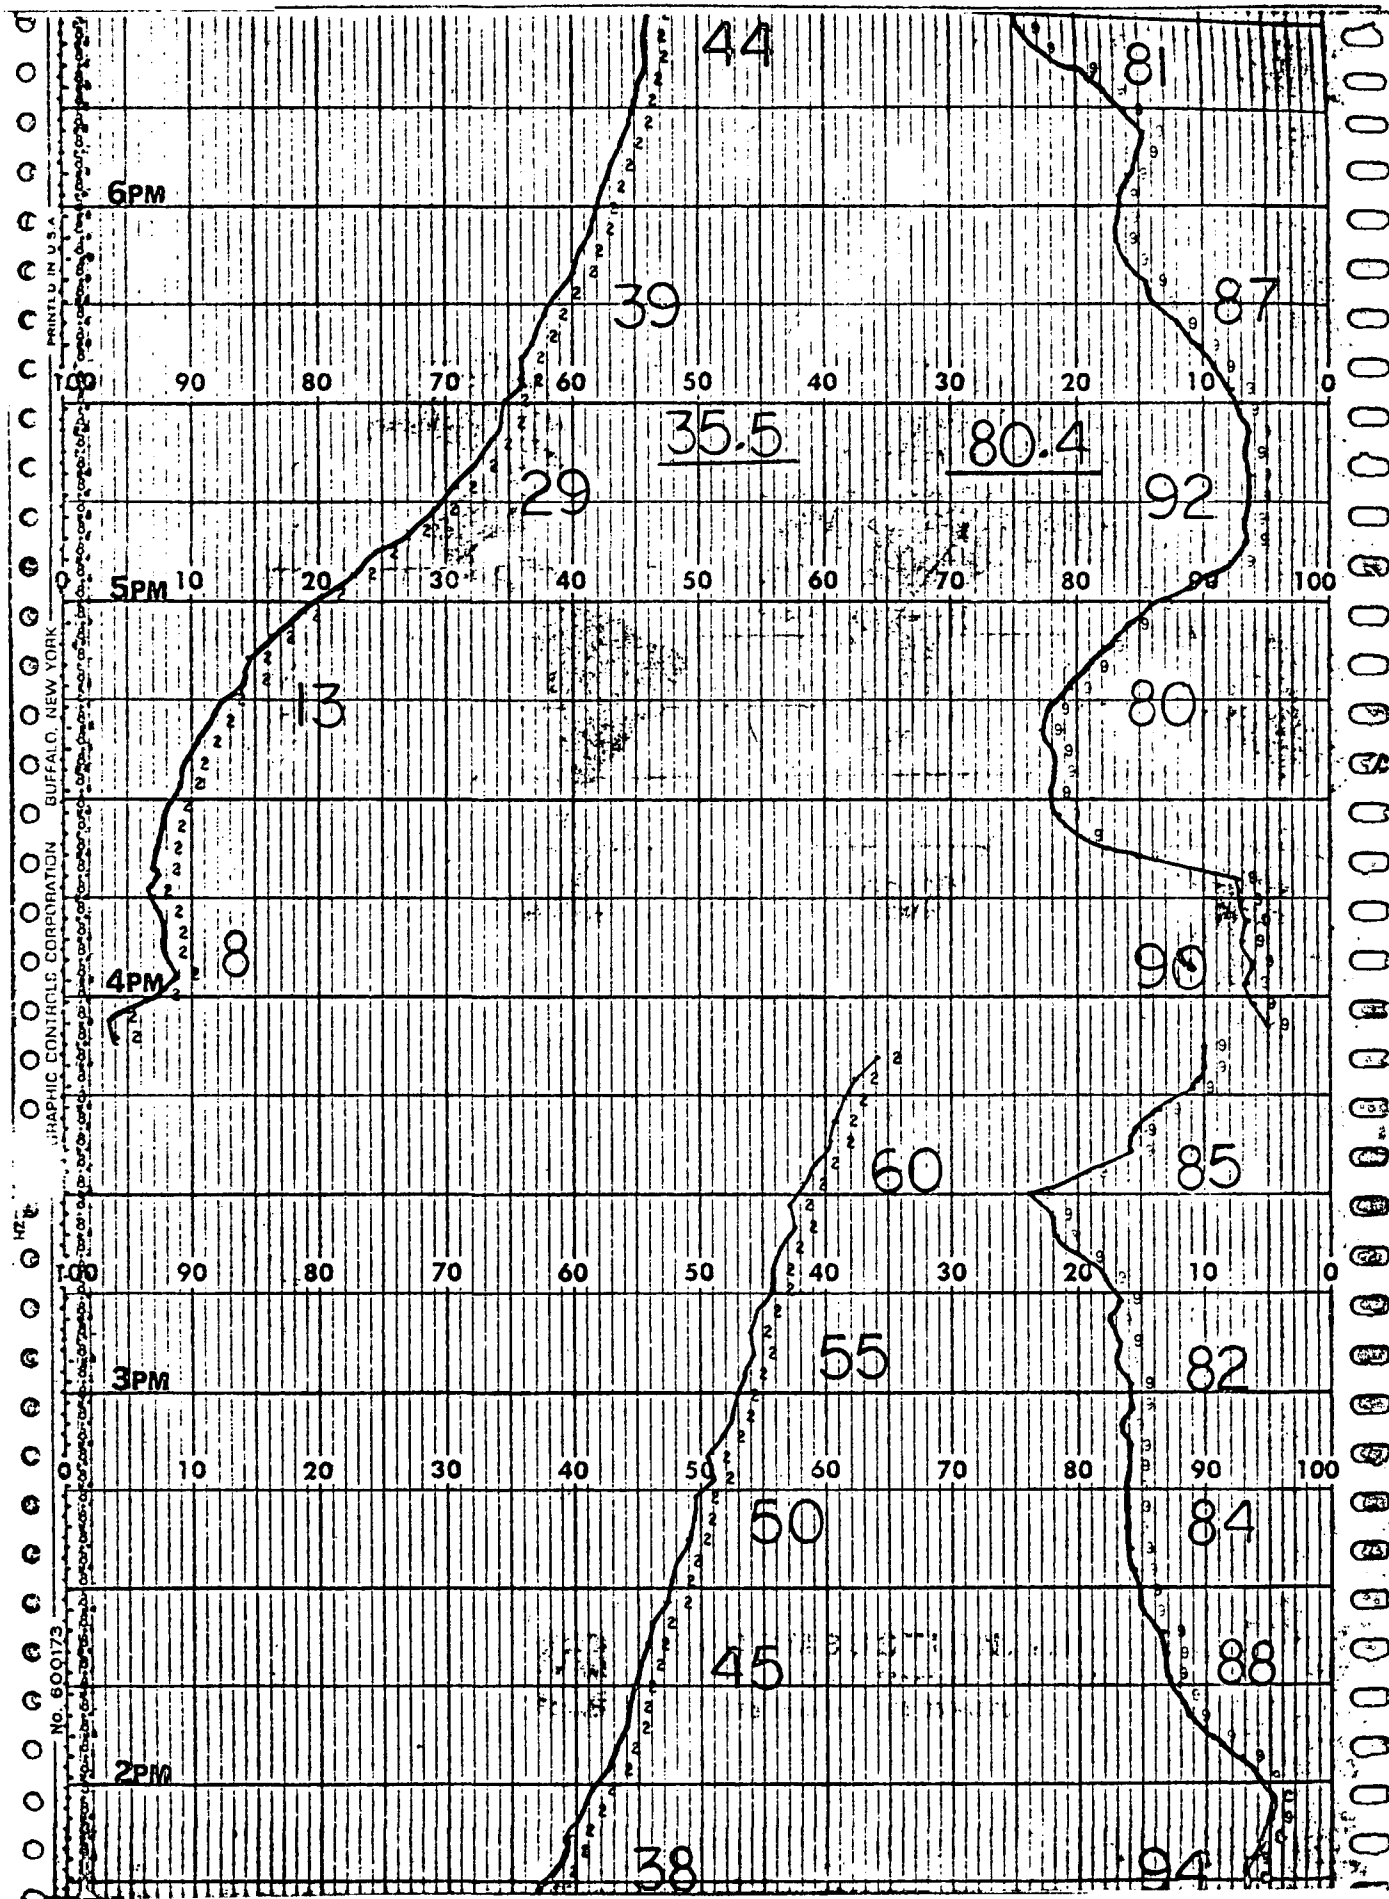 44 81
6PM
39 87
100 90 80 70 60 50 40 30 20 10 0
35.5 80.4
29 92
0 10 20 30 40 50 60 70 80 90 100
5PM
13 80
8 90
4PM
60 85
100 90 80 70 60 50 40 30 20 10 0
55 82
3PM
0 10 20 30 40 50 60 70 80 90 100
50 84
45 88
2PM
38 94
PRINTED IN U.S.A.
GRAPHIC CONTROLS CORPORATION BUFFALO, NEW YORK
No. 600173